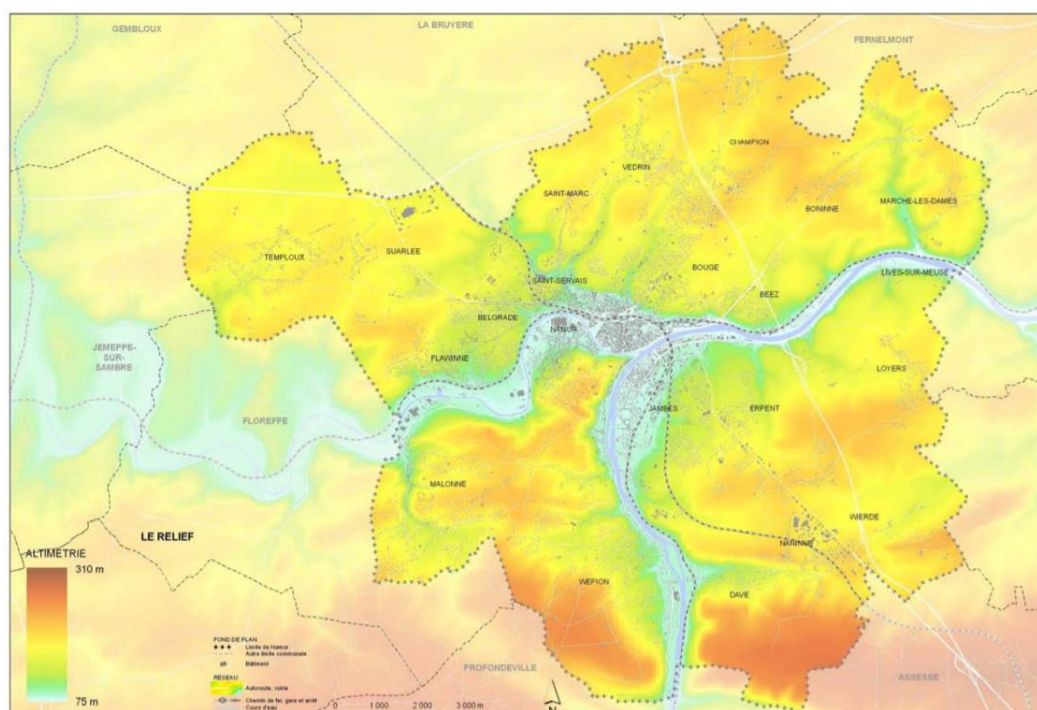 GEMBLOUX
LA BRUYERE
PERNELMONT
CHAMPION
VEDRIN
SAINT-MARC
MARCHE-LES-DAMES
BONINNE
SUARLEE
TEMPLOUX
BOUGE
LIVES-SUR-MEUSE
SAINT-SERVAIS
BEEZ
BELGRADE
NAMUR
JEMEPPE-
SUR-
SAMBRE
FLAWINNE
LOYERS
JAMBES
ERPENT
FLOREFFE
MALONNE
WIERDE
LE RELIEF
NANINNE
ALTIMETRIE
310 m
WEPION
DAVE
FOND DE PLAN
Limite de Namur
Autre limite communale
Bâtiment
PROFONDEVILLE
ASSESSE
RÉSEAU
Autoroute, voirie
75 m
Chemin de fer, gare et arrêt
Cours d'eau
0 1 000 2 000 3 000 m
N